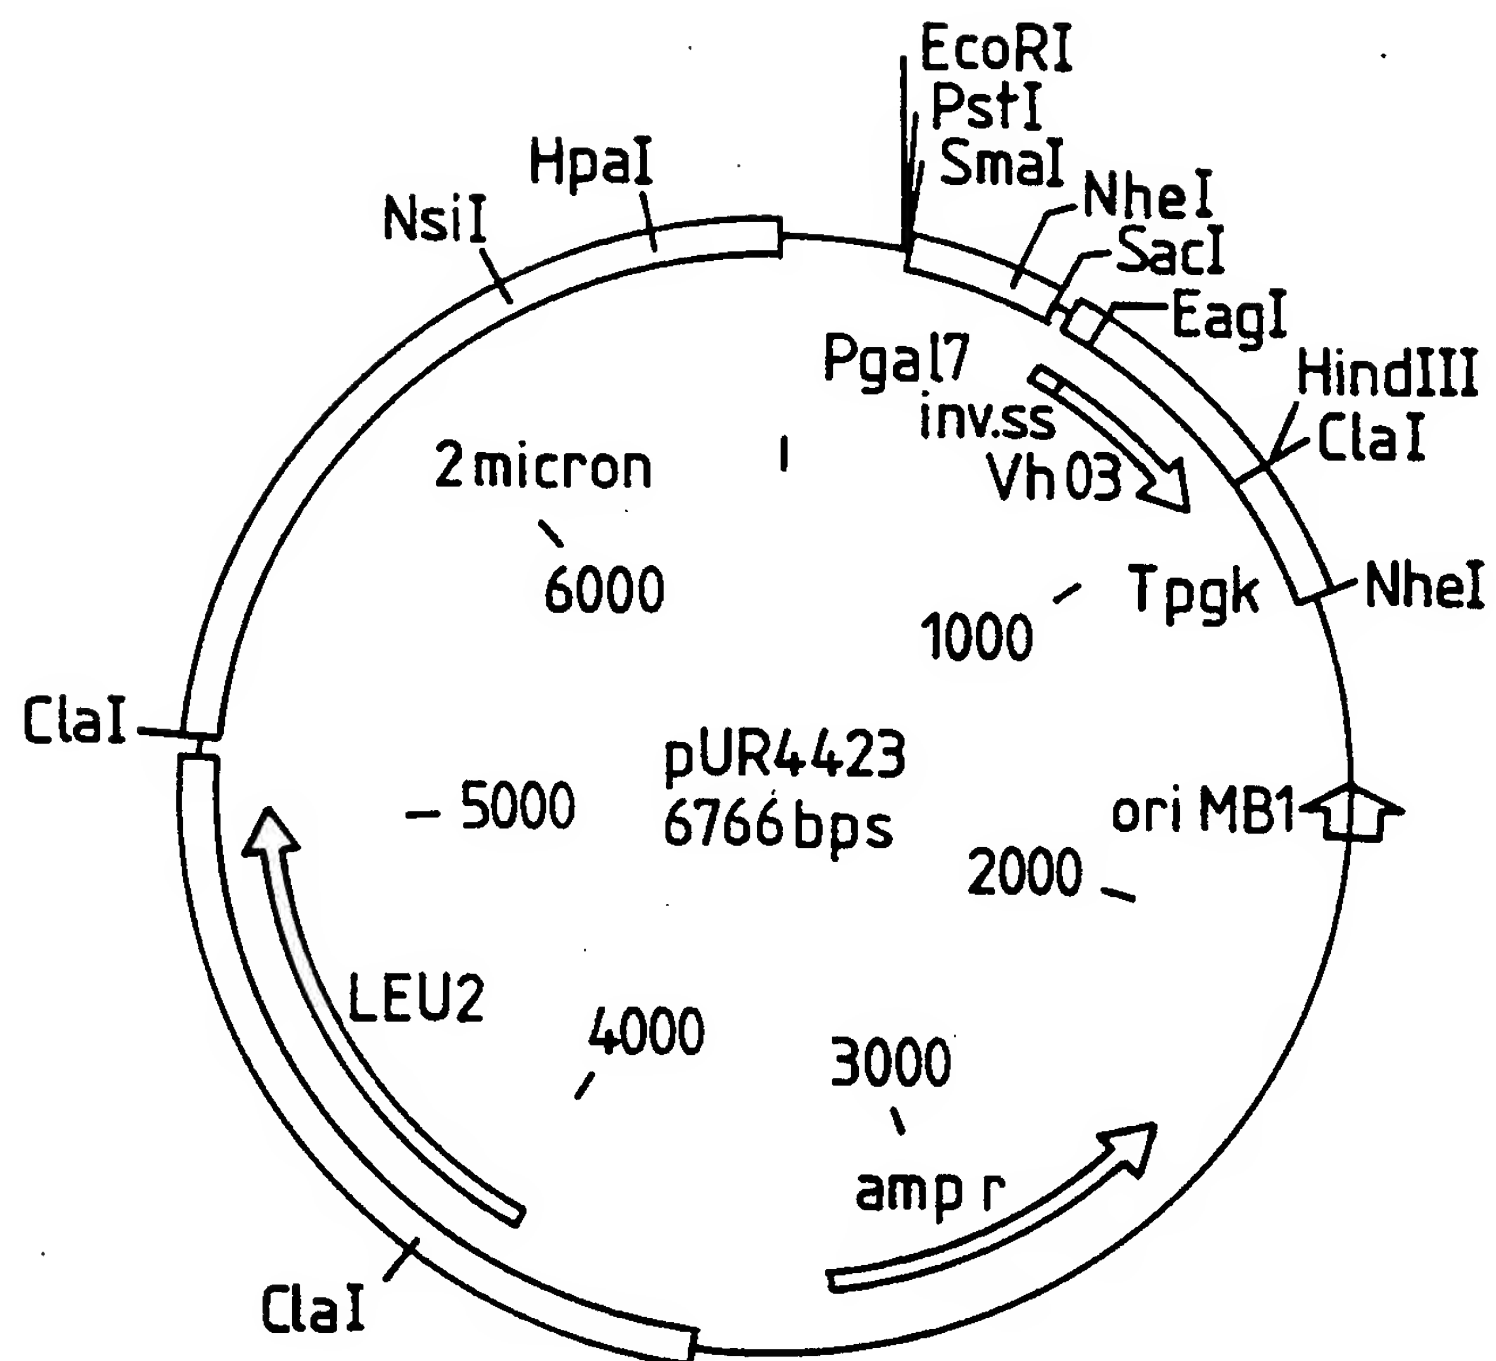 EcoRI
PstI
SmaI
HpaI
NheI
NsiI
SacI
EagI
Pgal7
HindIII
inv.ss
ClaI
2micron
Vh03
6000
Tpgk
NheI
1000
ClaI
pUR4423
5000
6766bps
ori MB1
2000
LEU2
4000
3000
amp r
ClaI